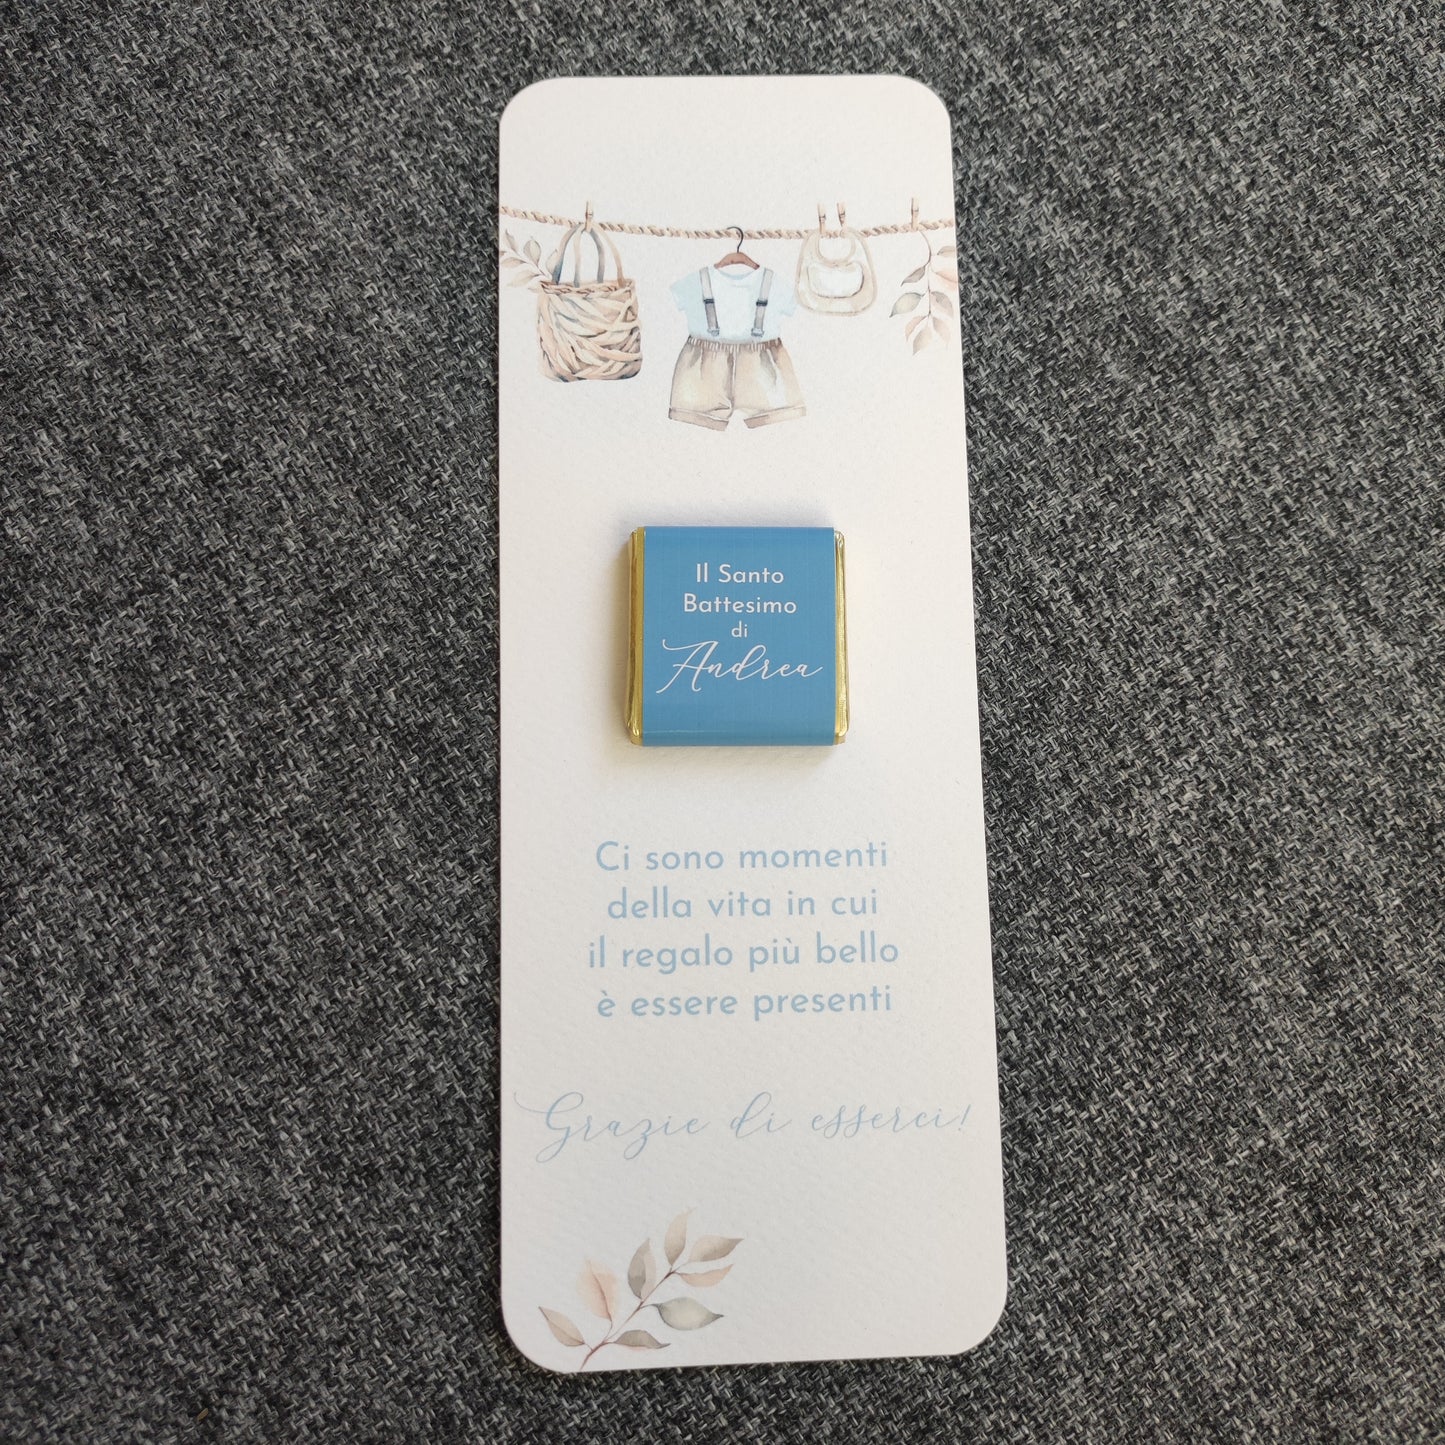 Il Santo
Battesimo
di
Andrea
Ci sono momenti
della vita in cui
il regalo più bello
è essere presenti
Grazie di esserci!